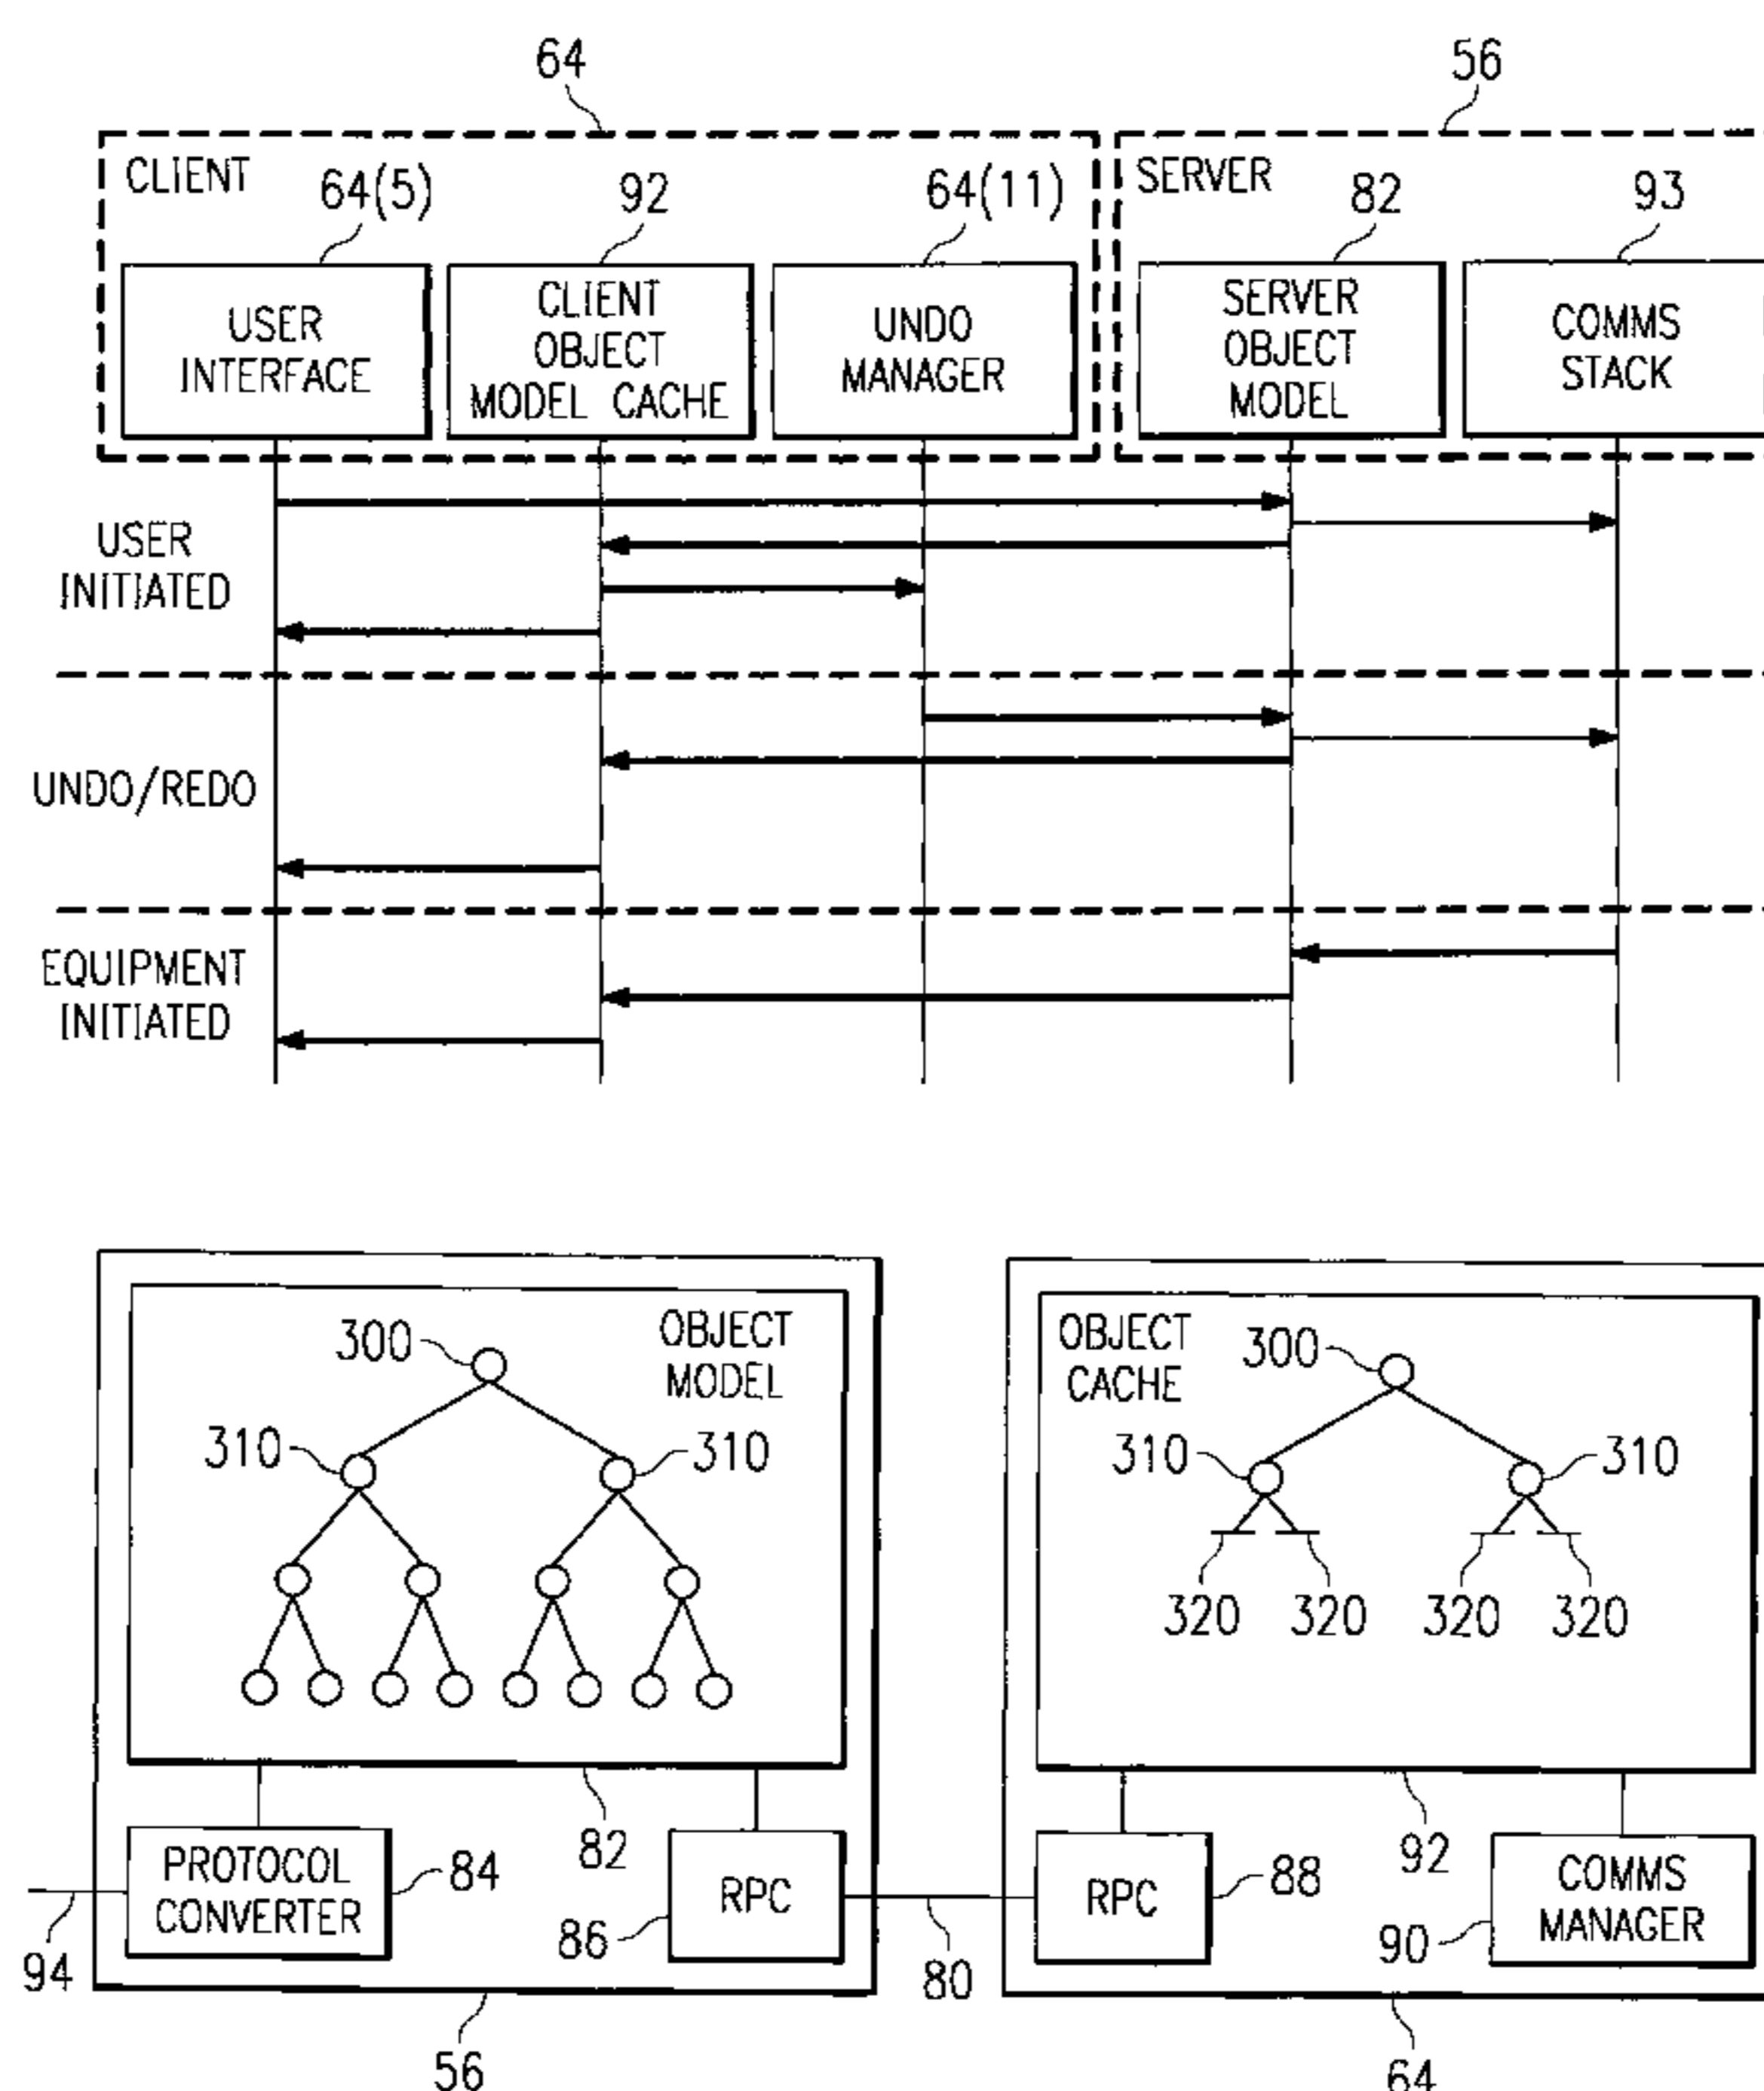 64
56
CLIENT
SERVER
64(5)
92
64(11)
82
93
USER
INTERFACE
CLIENT
OBJECT
MODEL CACHE
UNDO
MANAGER
SERVER
OBJECT
MODEL
COMMS
STACK
USER
INITIATED
UNDO/REDO
EQUIPMENT
INITIATED
OBJECT
MODEL
300
310
310
OBJECT
CACHE
300
310
310
320
320
320
320
PROTOCOL
CONVERTER
84
82
RPC
86
94
80
56
RPC
88
92
COMMS
MANAGER
90
64